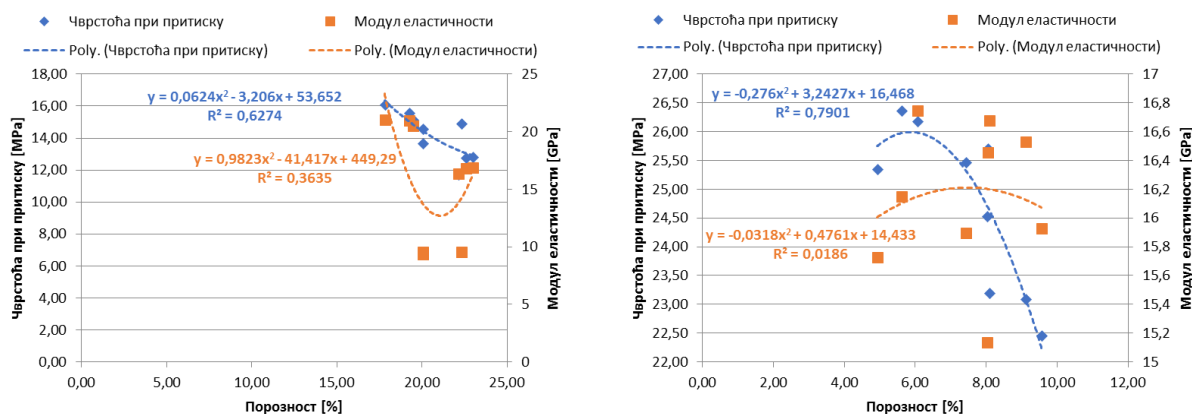 Чврстоћа при притиску
Модул еластичности
Poly. (Чврстоћа при притиску)
Poly. (Модул еластичности)
18,00
16,00
14,00
12,00
10,00
8,00
6,00
4,00
2,00
0,00
Чврстоћа при притиску [MPa]
y = 0,0624x² - 3,206x + 53,652
R² = 0,6274
y = 0,9823x² - 41,417x + 449,29
R² = 0,3635
25
20
15
10
5
0
Модул еластичности [GPa]
0,00 5,00 10,00 15,00 20,00 25,00
Порозност [%]
Чврстоћа при притиску
Модул еластичности
Poly. (Чврстоћа при притиску)
Poly. (Модул еластичности)
27,00
26,50
26,00
25,50
25,00
24,50
24,00
23,50
23,00
22,50
22,00
Чврстоћа при притиску [MPa]
y = -0,276x² + 3,2427x + 16,468
R² = 0,7901
y = -0,0318x² + 0,4761x + 14,433
R² = 0,0186
17
16,8
16,6
16,4
16,2
16
15,8
15,6
15,4
15,2
15
Модул еластичности [GPa]
0,00 2,00 4,00 6,00 8,00 10,00 12,00
Порозност [%]